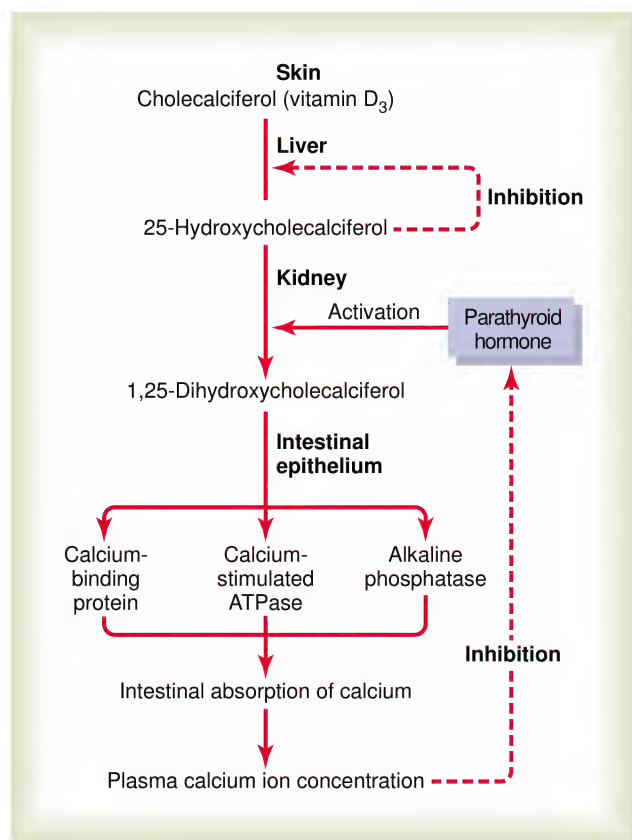 Skin
Cholecalciferol (vitamin D3)
Liver
Inhibition
25-Hydroxycholecalciferol
Kidney
Activation
Parathyroid
hormone
1,25-Dihydroxycholecalciferol
Intestinal
epithelium
Calcium-
binding
protein
Calcium-
stimulated
ATPase
Alkaline
phosphatase
Inhibition
Intestinal absorption of calcium
Plasma calcium ion concentration